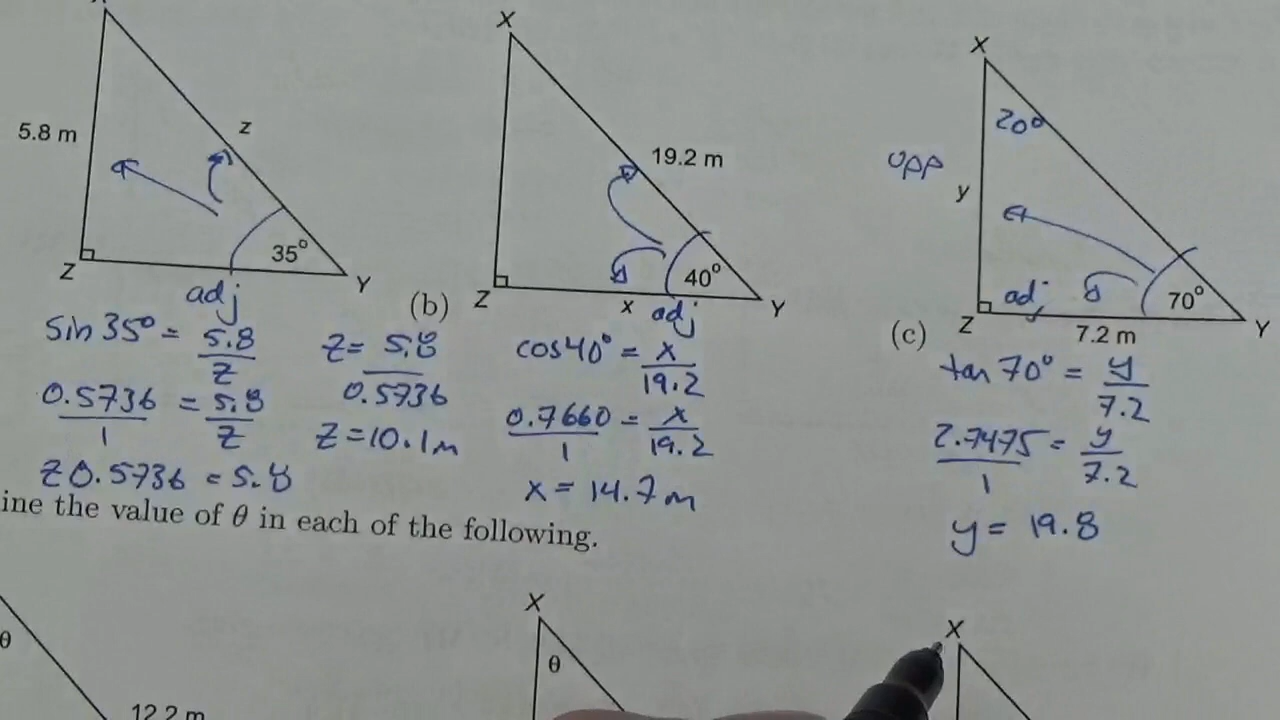 X
5.8 m
z
35°
Z
Y
adj
sin 35° = 5.8/z
0.5736/1 = 5.8/z
z 0.5736 = 5.8
z = 5.8/0.5736
z = 10.1m
(b)
X
19.2 m
40°
Z
x
adj
Y
cos 40° = x/19.2
0.7660/1 = x/19.2
x = 14.7m
(c)
X
20°
opp
y
adj
70°
Z
7.2 m
Y
tan 70° = y/7.2
2.7475/1 = y/7.2
y = 19.8
ine the value of θ in each of the following.
θ
12.2 m
X
θ
X